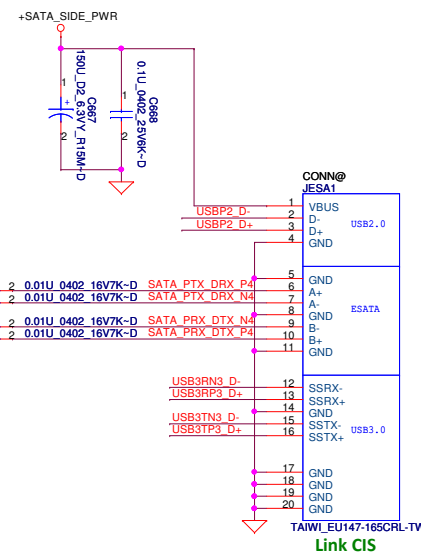 +SATA_SIDE_PWR
1
2
C667
150U_D2_6.3VY_R15M~D
1
2
C668
0.1U_0402_25V6K~D
CONN@
JESA1
1 VBUS
USBP2_D- 2 D- USB2.0
USBP2_D+ 3 D+
4 GND
5 GND
2 0.01U_0402_16V7K~D SATA_PTX_DRX_P4 6 A+
2 0.01U_0402_16V7K~D SATA_PTX_DRX_N4 7 A- ESATA
8 GND
2 0.01U_0402_16V7K~D SATA_PRX_DTX_N4 9 B-
2 0.01U_0402_16V7K~D SATA_PRX_DTX_P4 10 B+
11 GND
USB3RN3_D- 12 SSRX-
USB3RP3_D+ 13 SSRX+
14 GND
USB3TN3_D- 15 SSTX- USB3.0
USB3TP3_D+ 16 SSTX+
17 GND
18 GND
19 GND
20 GND
TAIWI_EU147-165CRL-TW
Link CIS